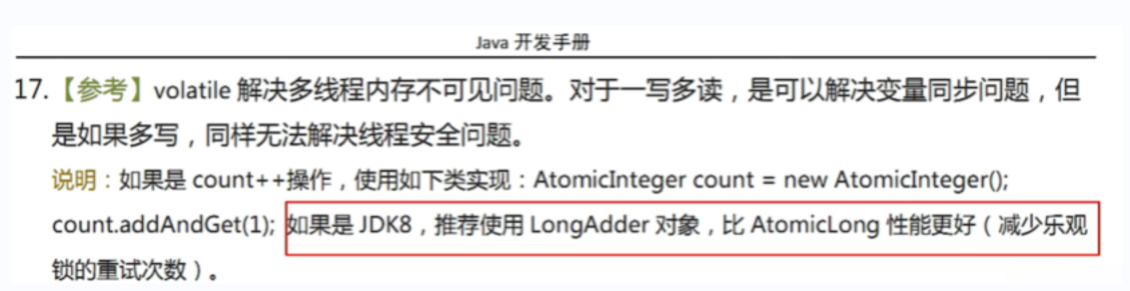 Java 开发手册
17.【参考】volatile 解决多线程内存不可见问题。对于一写多读，是可以解决变量同步问题，但
是如果多写，同样无法解决线程安全问题。
说明：如果是 count++操作，使用如下类实现：AtomicInteger count = new AtomicInteger();
count.addAndGet(1); 如果是 JDK8，推荐使用 LongAdder 对象，比 AtomicLong 性能更好（减少乐观
锁的重试次数）。